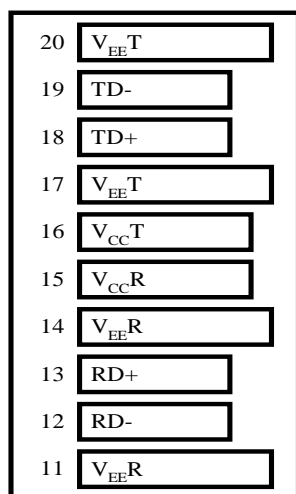 20 VEET
19 TD-
18 TD+
17 VEET
16 VCCT
15 VCCR
14 VEER
13 RD+
12 RD-
11 VEER